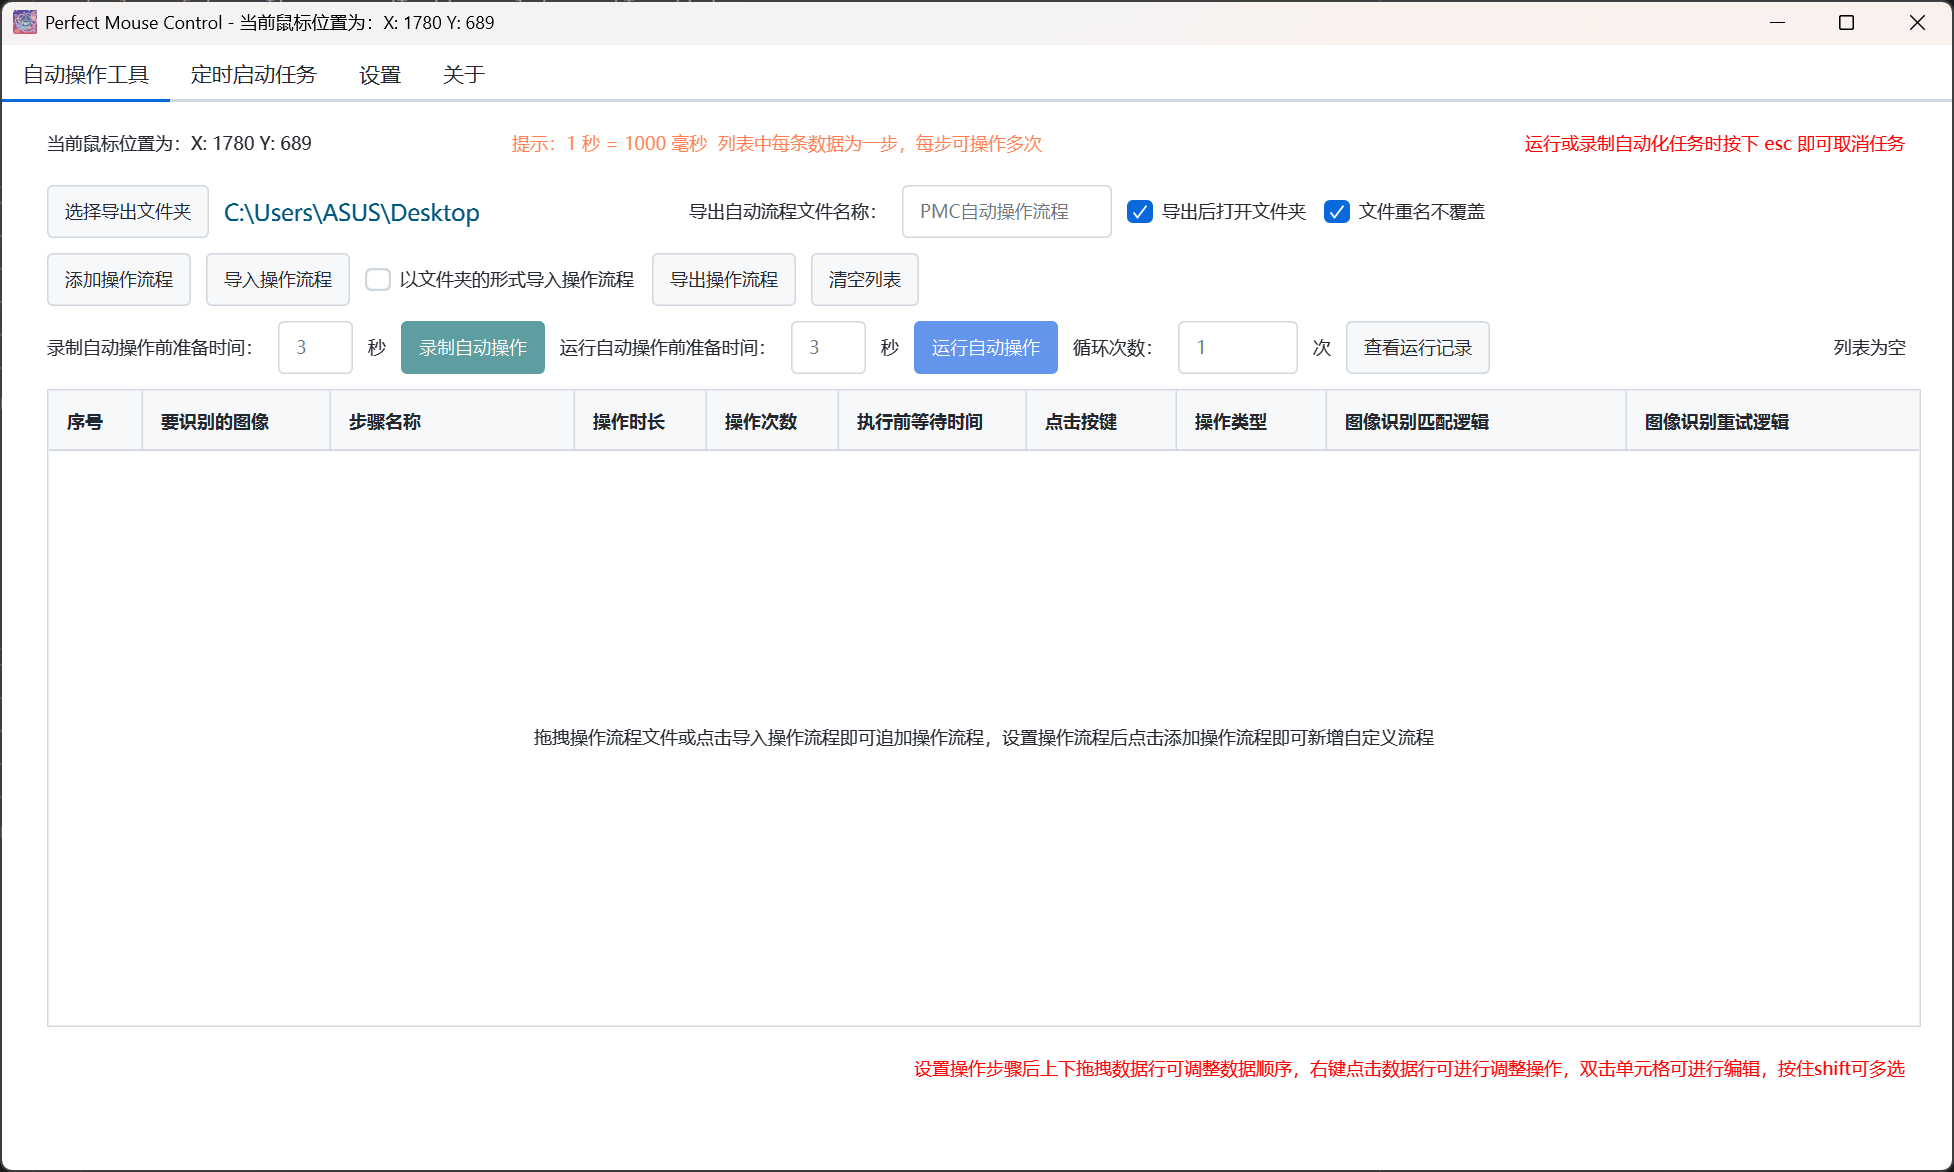 Perfect Mouse Control - 当前鼠标位置为：X: 1780 Y: 689
自动操作工具 定时启动任务 设置 关于
当前鼠标位置为：X: 1780 Y: 689 提示：1 秒 = 1000 毫秒 列表中每条数据为一步，每步可操作多次 运行或录制自动化任务时按下 esc 即可取消任务
选择导出文件夹 C:\Users\ASUS\Desktop 导出自动流程文件名称： PMC自动操作流程 导出后打开文件夹 文件重名不覆盖
添加操作流程 导入操作流程 以文件夹的形式导入操作流程 导出操作流程 清空列表
录制自动操作前准备时间： 3 秒 录制自动操作 运行自动操作前准备时间： 3 秒 运行自动操作 循环次数： 1 次 查看运行记录 列表为空
序号 要识别的图像 步骤名称 操作时长 操作次数 执行前等待时间 点击按键 操作类型 图像识别匹配逻辑 图像识别重试逻辑
拖拽操作流程文件或点击导入操作流程即可追加操作流程，设置操作流程后点击添加操作流程即可新增自定义流程
设置操作步骤后上下拖拽数据行可调整数据顺序，右键点击数据行可进行调整操作，双击单元格可进行编辑，按住shift可多选